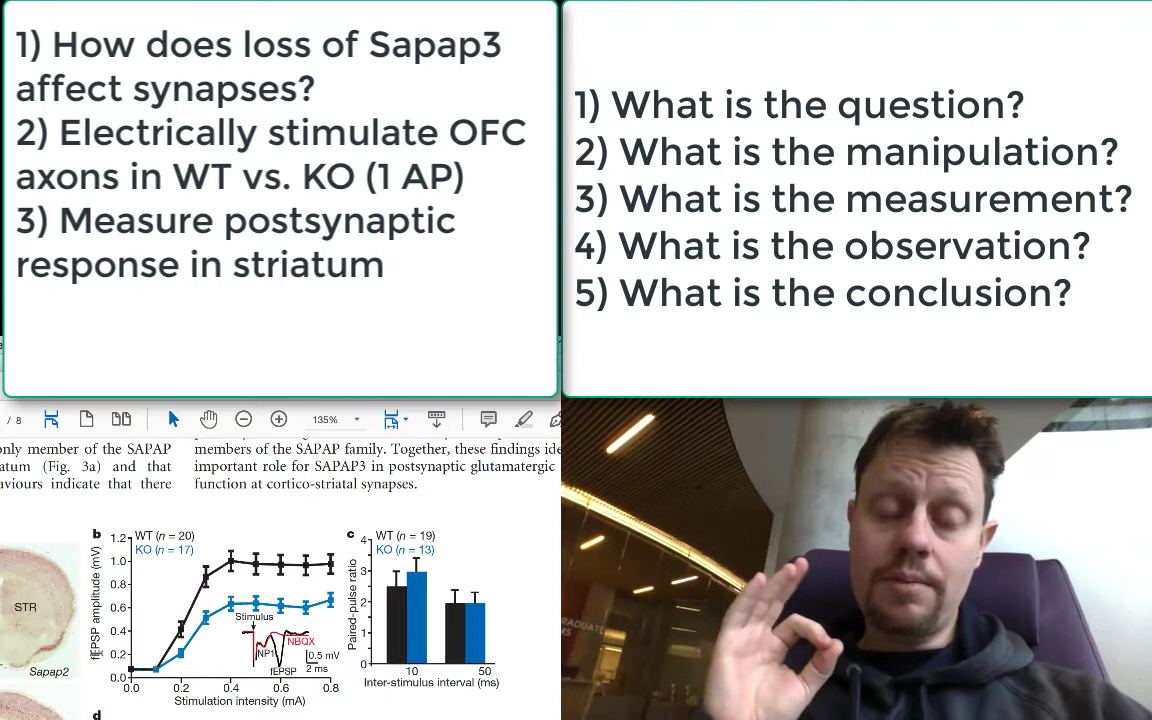 1) How does loss of Sapap3
affect synapses?
2) Electrically stimulate OFC
axons in WT vs. KO (1 AP)
3) Measure postsynaptic
response in striatum
1) What is the question?
2) What is the manipulation?
3) What is the measurement?
4) What is the observation?
5) What is the conclusion?
/ 8
135%
only member of the SAPAP
atum (Fig. 3a) and that
aviours indicate that there
members of the SAPAP family. Together, these findings ide
important role for SAPAP3 in postsynaptic glutamatergic
function at cortico-striatal synapses.
STR
Sapap2
b
WT (n = 20)
KO (n = 17)
fEPSP amplitude (mV)
1.2
1.0
0.8
0.6
0.4
0.2
0.0
Stimulus
NBQX
NP1
fEPSP
0.5 mV
2 ms
0.0 0.2 0.4 0.6 0.8
Stimulation intensity (mA)
c
WT (n = 19)
KO (n = 13)
Paired-pulse ratio
4
3
2
1
0
10 50
Inter-stimulus interval (ms)
d